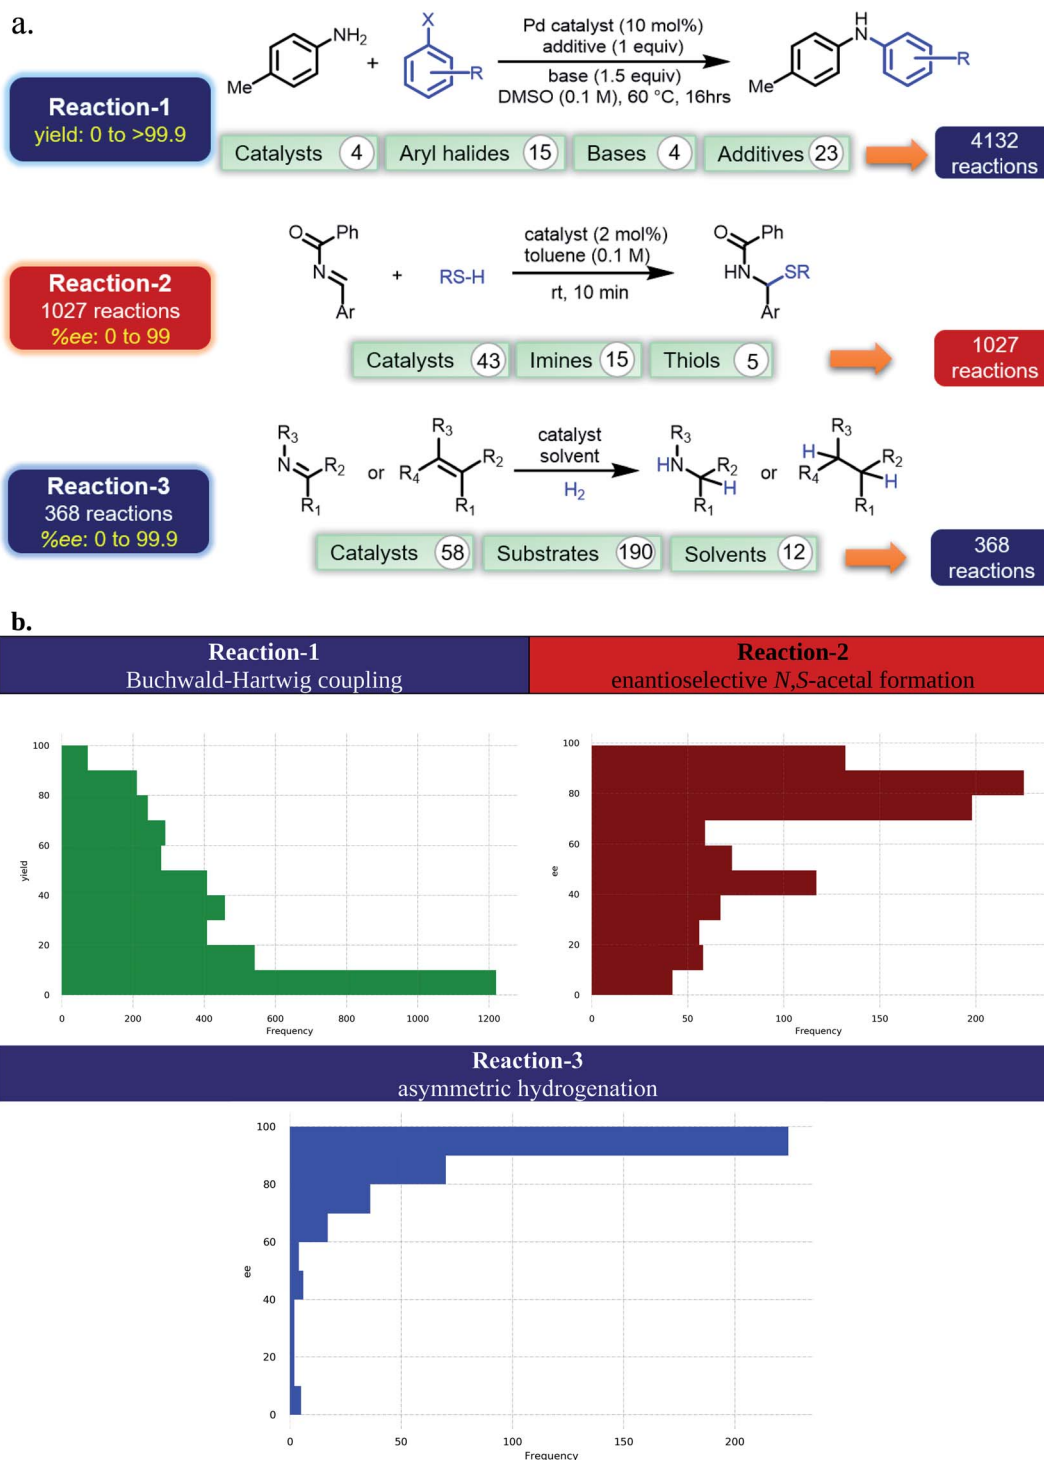 a.
Reaction-1
yield: 0 to >99.9
Me
NH2
+
X
R
Pd catalyst (10 mol%)
additive (1 equiv)
base (1.5 equiv)
DMSO (0.1 M), 60 °C, 16hrs
H
N
Me
R
Catalysts 4
Aryl halides 15
Bases 4
Additives 23
4132
reactions
Reaction-2
1027 reactions
%ee: 0 to 99
O
Ph
N
Ar
+
RS-H
catalyst (2 mol%)
toluene (0.1 M)
rt, 10 min
O
Ph
HN
SR
Ar
Catalysts 43
Imines 15
Thiols 5
1027
reactions
Reaction-3
368 reactions
%ee: 0 to 99.9
R3
N
R2
R1
or
R3
R4
R2
R1
catalyst
solvent
H2
R3
HN
R2
H
R1
or
R3
H
R4
R2
H
R1
Catalysts 58
Substrates 190
Solvents 12
368
reactions
b.
Reaction-1
Buchwald-Hartwig coupling
Reaction-2
enantioselective N,S-acetal formation
100
80
60
40
20
0
yield
0 200 400 600 800 1000 1200
Frequency
100
80
60
40
20
0
ee
0 50 100 150 200
Frequency
Reaction-3
asymmetric hydrogenation
100
80
60
40
20
0
ee
0 50 100 150 200
Frequency